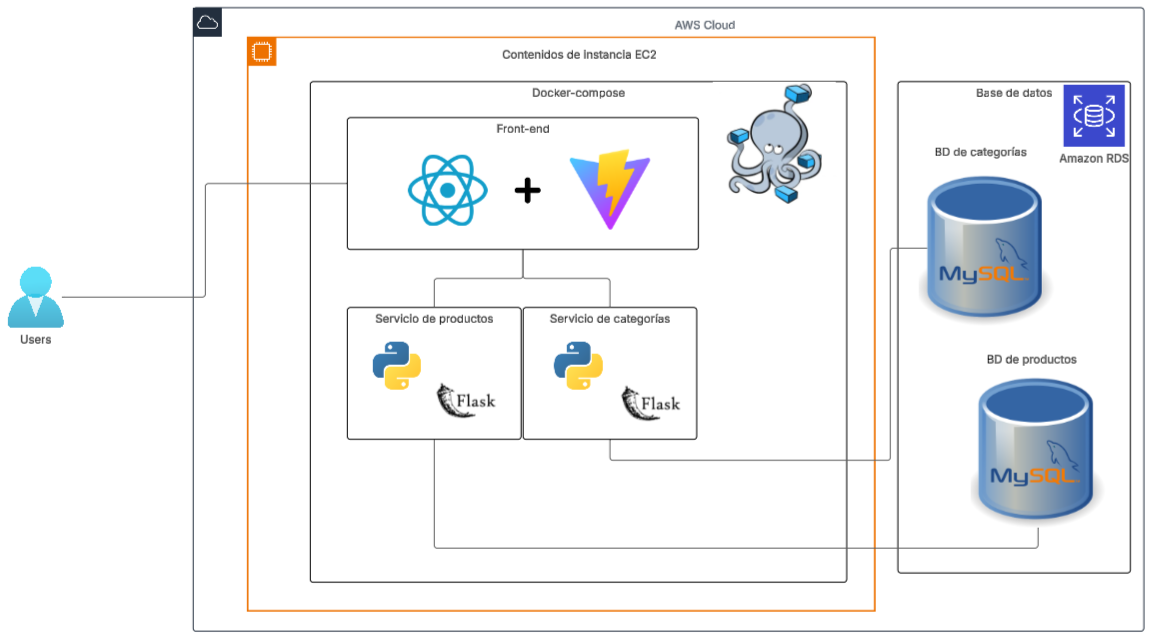 AWS Cloud
Contenidos de instancia EC2
Docker-compose
Front-end
Base de datos
Amazon RDS
BD de categorías
MySQL
Users
Servicio de productos
Flask
Servicio de categorías
Flask
BD de productos
MySQL